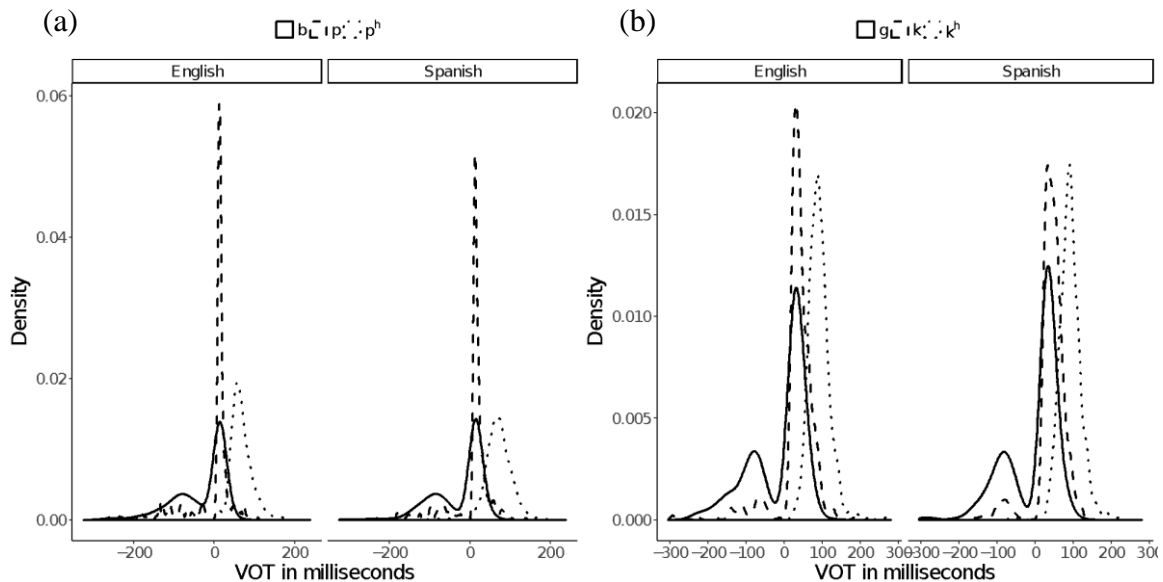 (a) b p pʰ
English Spanish
0.06
0.04
0.02
0.00
Density
−200 0 200 −200 0 200
VOT in milliseconds
(b) g k kʰ
English Spanish
0.020
0.015
0.010
0.005
0.000
Density
−300 −200 −100 0 100 200 300 −300 −200 −100 0 100 200 300
VOT in milliseconds